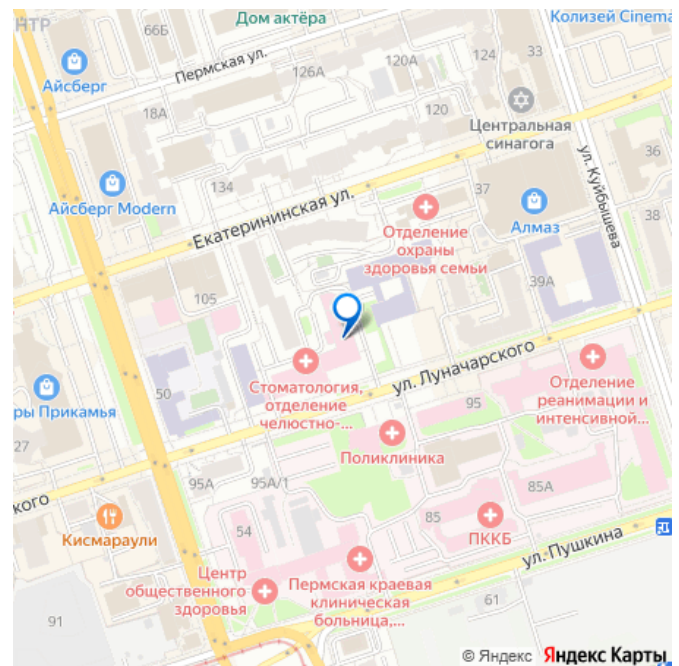 НТР
66Б
Дом актёра
Колизей Cinema
Айсберг
Пермская ул.
126А
120А
124
33
18А
120
Центральная
синагога
36
134
37
Айсберг Modern
Екатерининская ул.
Отделение
охраны
здоровья семьи
Алмаз
ул. Куйбышева
38
39А
105
50
ры Прикамья
Стоматология,
отделение
челюстно-...
ул. Луначарского
95
Отделение
реанимации и
интенсивной...
27
Поликлиника
кого
95А
95А/1
85А
Кисмараули
54
85
ПККБ
ул. Пушкина
Центр
общественного
здоровья
Пермская краевая
клиническая
больница,...
61
91
© Яндекс Яндекс Карты